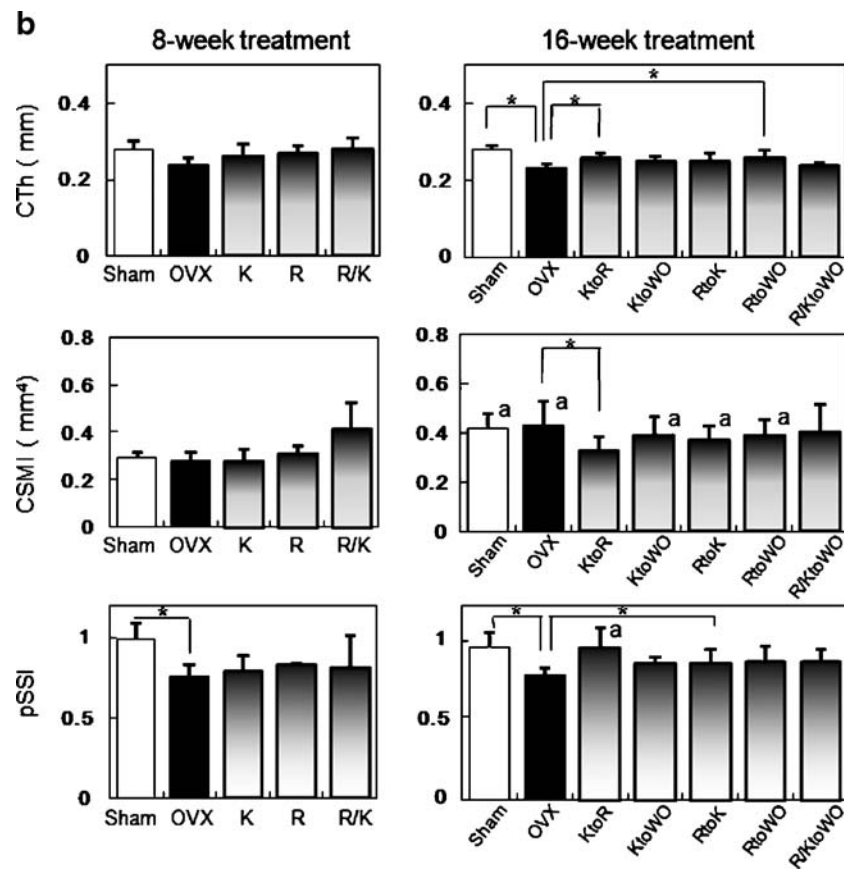 b
8-week treatment
16-week treatment
CTh ( mm)
0.4
0.2
0
Sham OVX K R R/K
0.4
0.2
0
* * *
Sham OVX KtoR KtoWO RtoK RtoWO R/KtoWO
CSMI ( mm⁴)
0.8
0.6
0.4
0.2
0
Sham OVX K R R/K
0.8
0.6
0.4
0.2
0
*
a a a a a
Sham OVX KtoR KtoWO RtoK RtoWO R/KtoWO
pSSI
1
0.5
0
*
Sham OVX K R R/K
1
0.5
0
* *
a
Sham OVX KtoR KtoWO RtoK RtoWO R/KtoWO